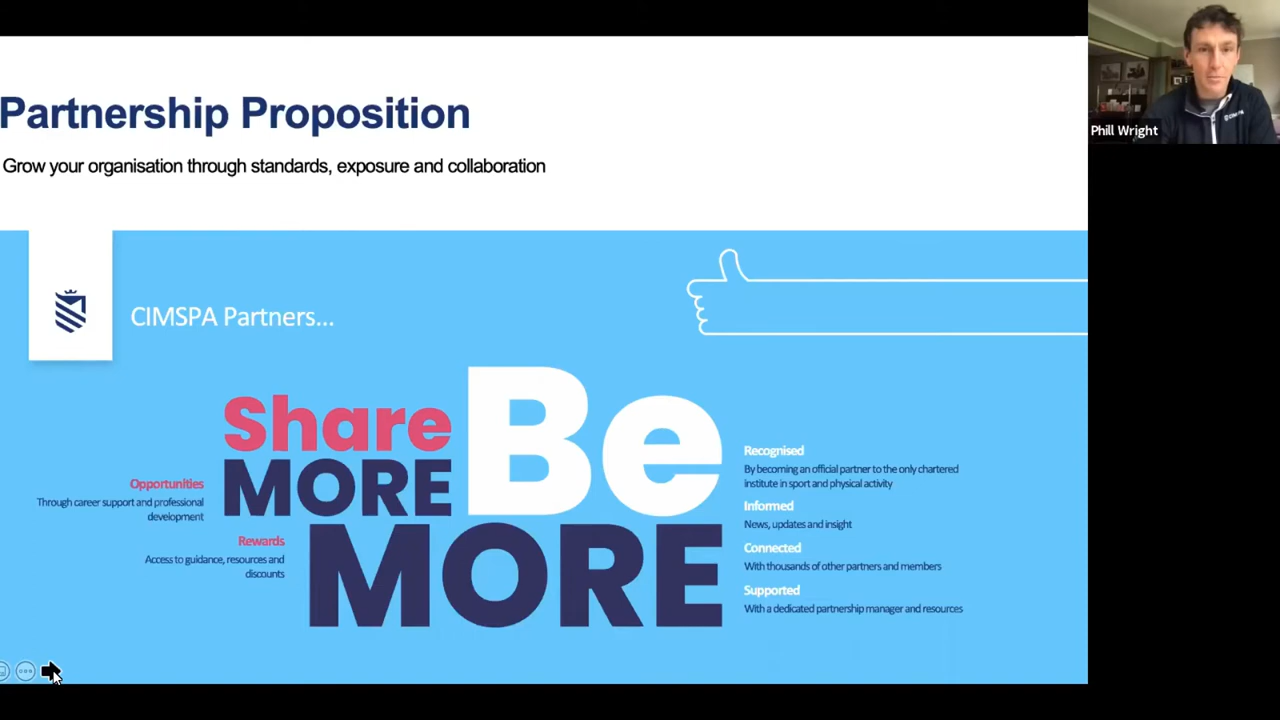 Partnership Proposition
Grow your organisation through standards, exposure and collaboration
Phill Wright
CIMSPA Partners...
Share
MORE
Be
MORE
Opportunities
Through career support and professional
development
Rewards
Access to guidance, resources and
discounts
Recognised
By becoming an official partner to the only chartered
institute in sport and physical activity
Informed
News, updates and insight
Connected
With thousands of other partners and members
Supported
With a dedicated partnership manager and resources